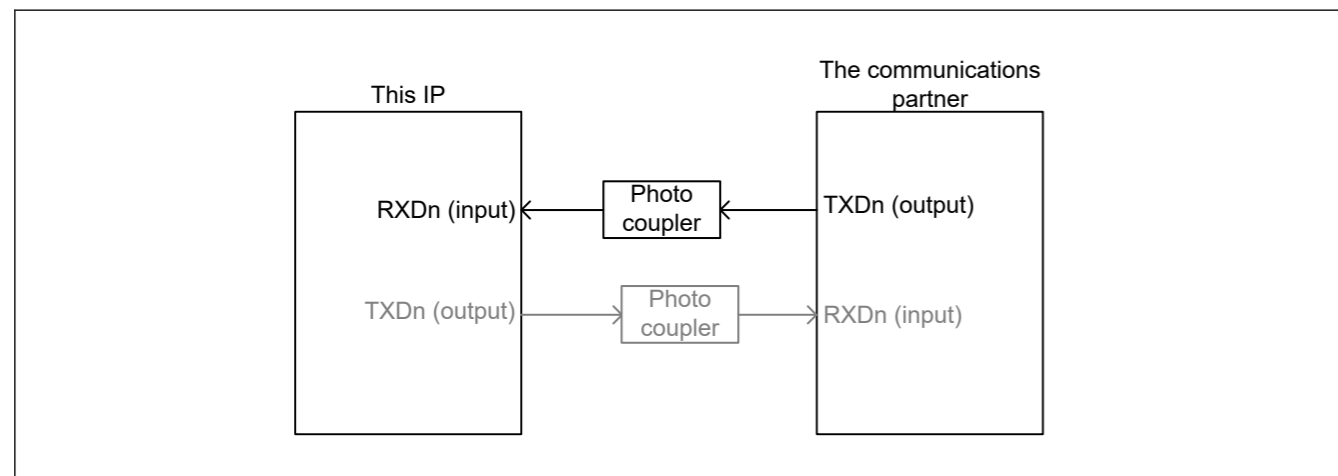 This IP
The communications
partner
RXDn (input)
Photo
coupler
TXDn (output)
TXDn (output)
Photo
coupler
RXDn (input)